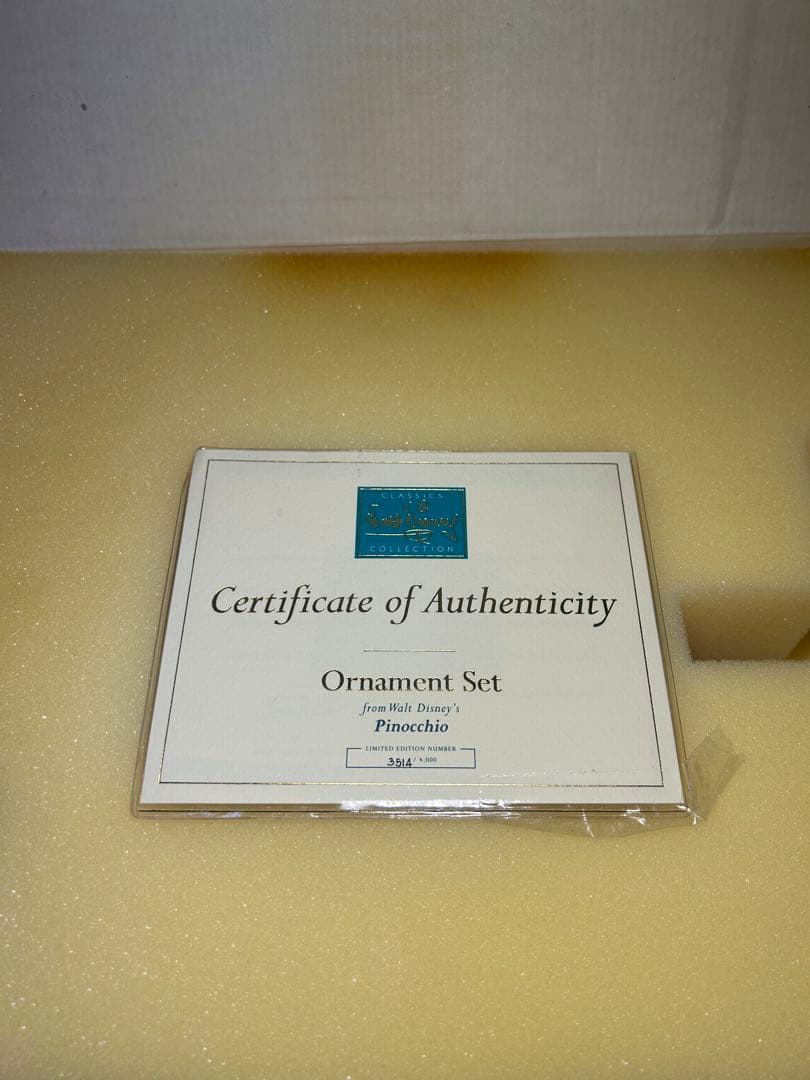 CLASSICS
Walt Disney
COLLECTION
Certificate of Authenticity
Ornament Set
from Walt Disney's
Pinocchio
LIMITED EDITION NUMBER
3514 / 4,000